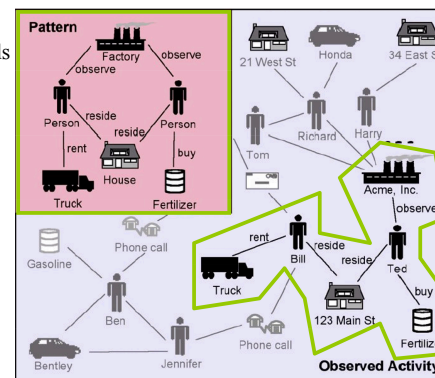 ls
Pattern
Factory
observe
observe
Person
Person
reside
reside
rent
House
buy
Truck
Fertilizer
21 West St
Honda
34 East S
Tom
Richard
Harry
Acme, Inc.
observe
Phone call
Gasoline
rent
Bill
reside
reside
Ted
Truck
Ben
123 Main St
buy
Phone call
Fertiliz
Bentley
Jennifer
Observed Activity